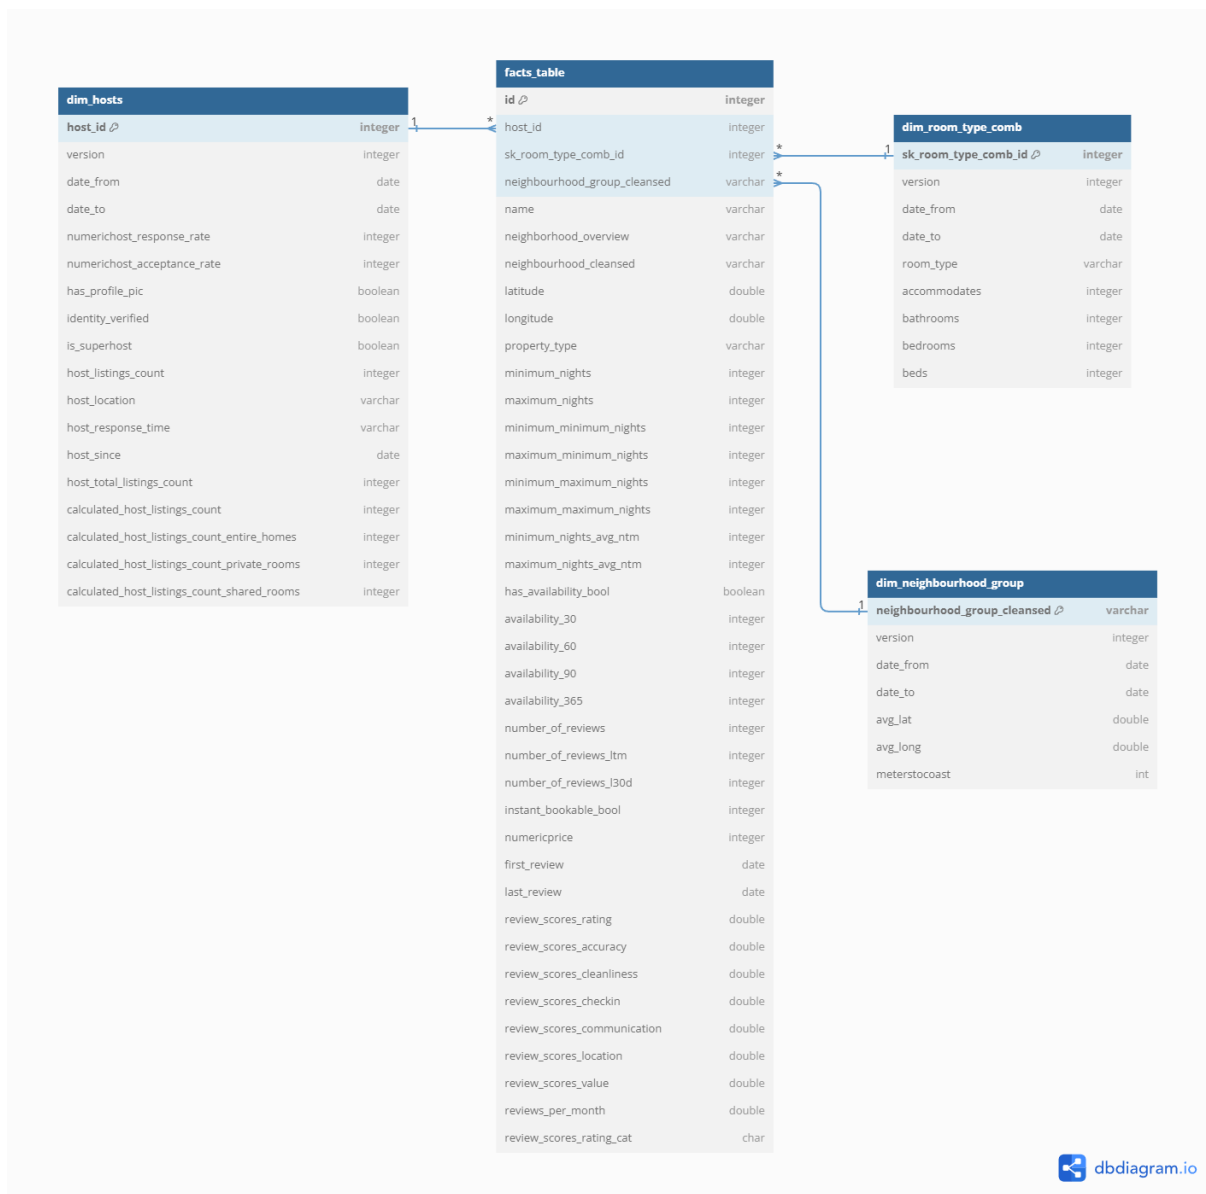 dim_hosts
host_id integer
version integer
date_from date
date_to date
numerichost_response_rate integer
numerichost_acceptance_rate integer
has_profile_pic boolean
identity_verified boolean
is_superhost boolean
host_listings_count integer
host_location varchar
host_response_time varchar
host_since date
host_total_listings_count integer
calculated_host_listings_count integer
calculated_host_listings_count_entire_homes integer
calculated_host_listings_count_private_rooms integer
calculated_host_listings_count_shared_rooms integer
1 *
facts_table
id integer
host_id integer
sk_room_type_comb_id integer
neighbourhood_group_cleansed varchar
name varchar
neighborhood_overview varchar
neighbourhood_cleansed varchar
latitude double
longitude double
property_type varchar
minimum_nights integer
maximum_nights integer
minimum_minimum_nights integer
maximum_minimum_nights integer
minimum_maximum_nights integer
maximum_maximum_nights integer
minimum_nights_avg_ntm integer
maximum_nights_avg_ntm integer
has_availability_bool boolean
availability_30 integer
availability_60 integer
availability_90 integer
availability_365 integer
number_of_reviews integer
number_of_reviews_ltm integer
number_of_reviews_l30d integer
instant_bookable_bool integer
numericprice integer
first_review date
last_review date
review_scores_rating double
review_scores_accuracy double
review_scores_cleanliness double
review_scores_checkin double
review_scores_communication double
review_scores_location double
review_scores_value double
reviews_per_month double
review_scores_rating_cat char
* 1
dim_room_type_comb
sk_room_type_comb_id integer
version integer
date_from date
date_to date
room_type varchar
accommodates integer
bathrooms integer
bedrooms integer
beds integer
* 1
dim_neighbourhood_group
neighbourhood_group_cleansed varchar
version integer
date_from date
date_to date
avg_lat double
avg_long double
meterstocoast int
dbdiagram.io